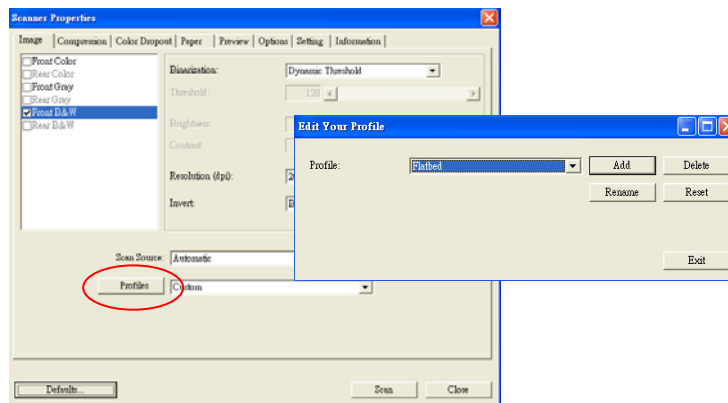 Scanner Properties
Image Compression Color Dropout Paper Preview Options Setting Information
Front Color
Rear Color
Front Gray
Rear Gray
Front B&W
Rear B&W
Binarization: Dynamic Threshold
Threshold: 128
Brightness:
Contrast:
Resolution (dpi): 2
Invert:
Scan Source: Automatic
Profiles Custom
Defaults... Scan Close
Edit Your Profile
Profile: Flatbed Add Delete
Rename Reset
Exit